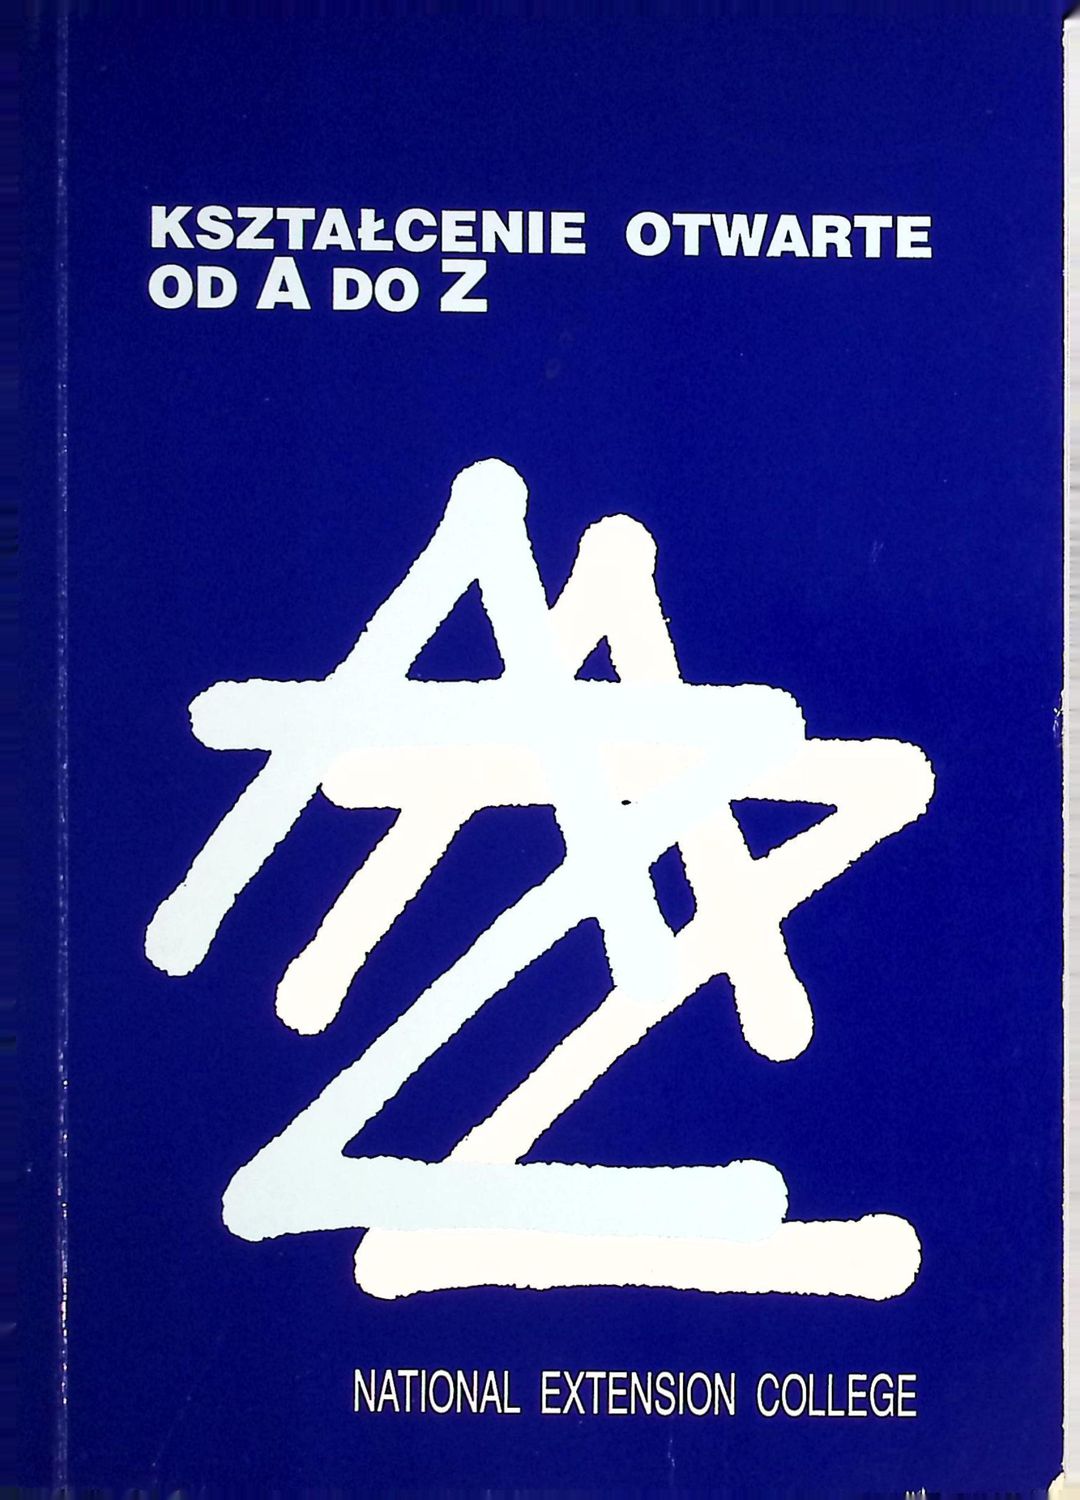 KSZTAŁCENIE OTWARTE
OD A DO Z
NATIONAL EXTENSION COLLEGE